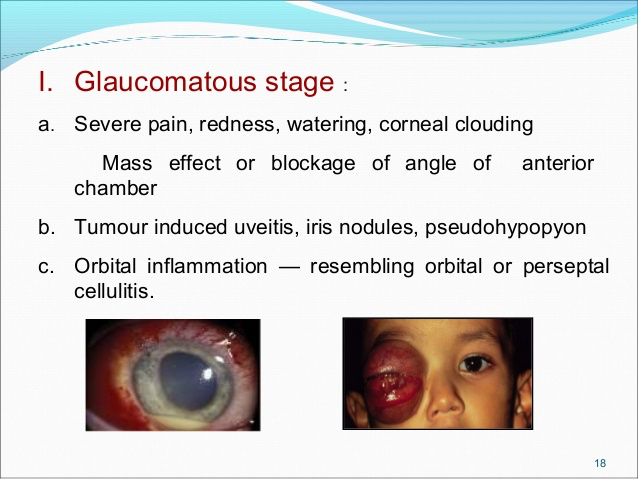 I. Glaucomatous stage :
a. Severe pain, redness, watering, corneal clouding
Mass effect or blockage of angle of anterior
chamber
b. Tumour induced uveitis, iris nodules, pseudohypopyon
c. Orbital inflammation — resembling orbital or perseptal
cellulitis.
18